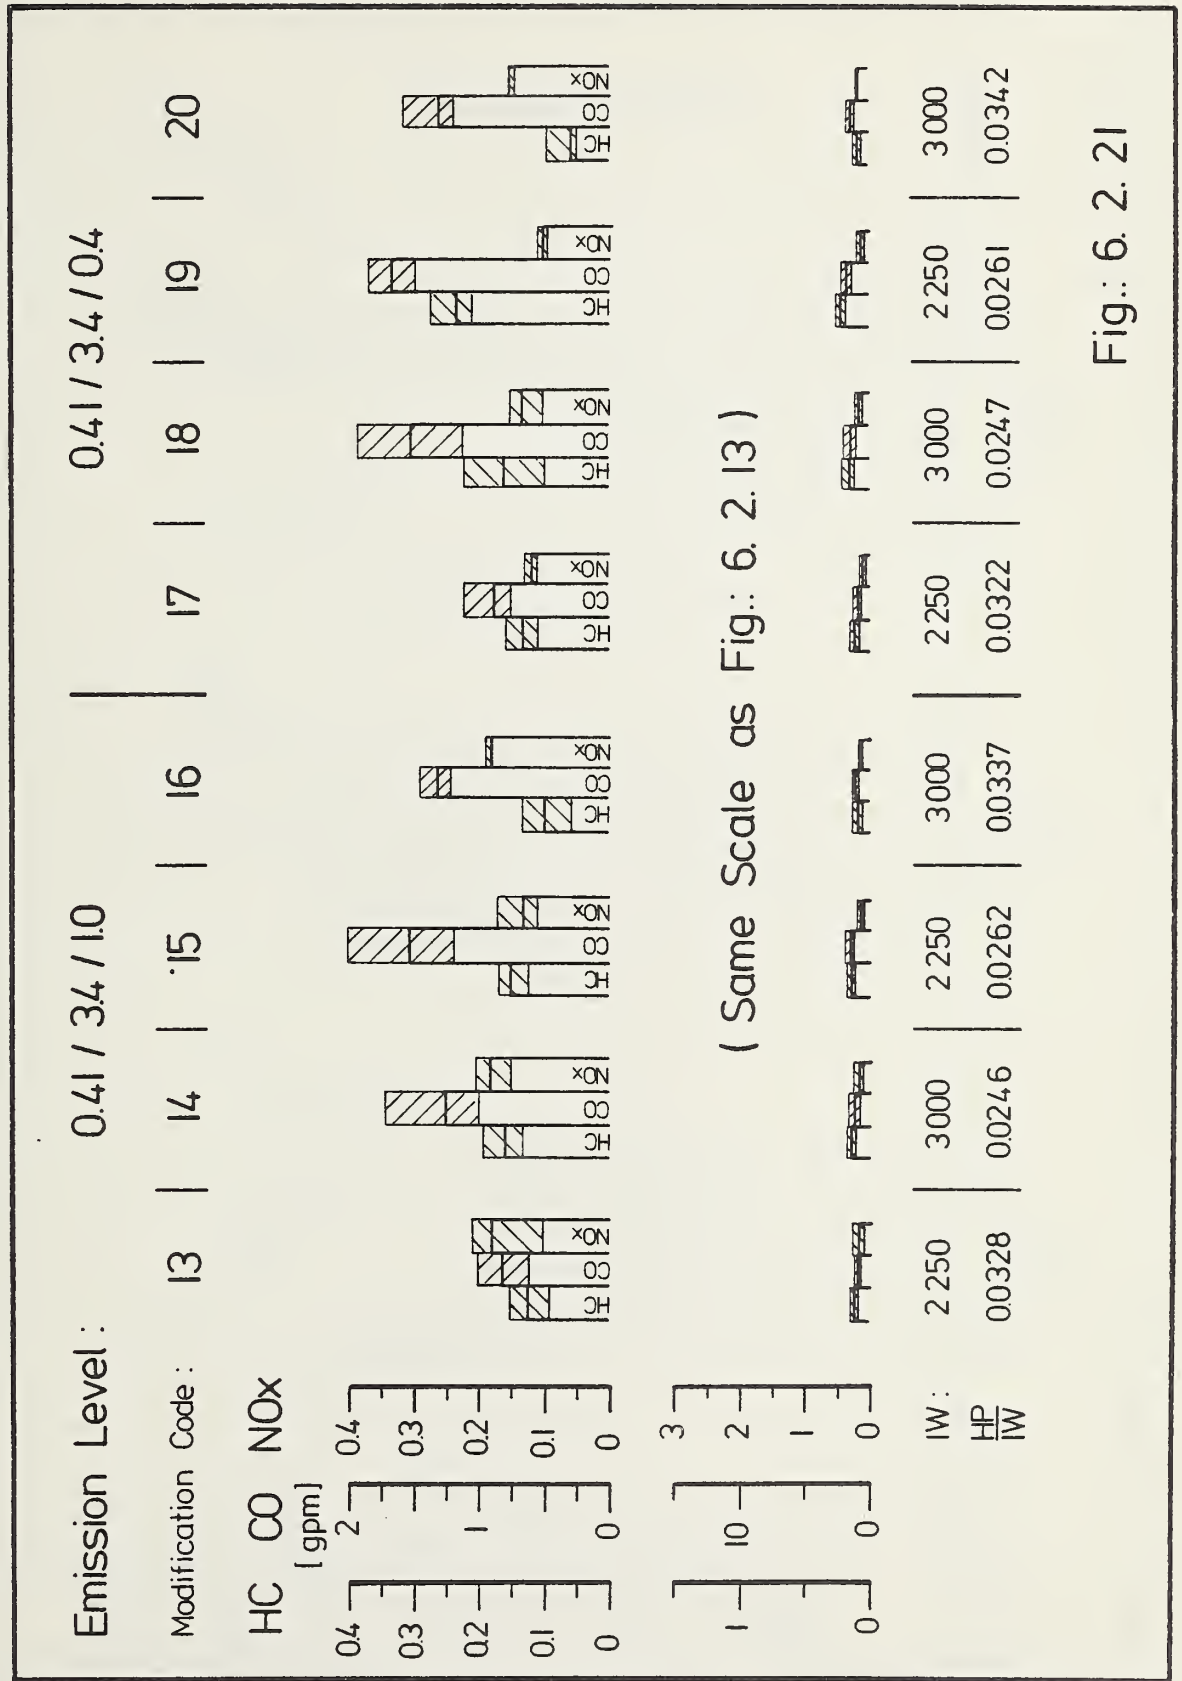 Emission Level : 0.41 / 3.4 / 1.0 0.41 / 3.4 / 0.4
Modification Code : 13 14 15 16 17 18 19 20
HC CO NOx
[gpm]
0.4 2 0.4
0.3 0.3
0.2 1 0.2
0.1 0.1
0 0 0
HC CO NOx HC CO NOx HC CO NOx HC CO NOx HC CO NOx HC CO NOx HC CO NOx HC CO NOx
( Same Scale as Fig.: 6. 2. 13 )
3
1 10 2
1
0 0 0
IW : 2250 3000 2250 3000 2250 3000 2250 3000
HP
IW
0.0328 0.0246 0.0262 0.0337 0.0322 0.0247 0.0261 0.0342
Fig.: 6. 2. 21